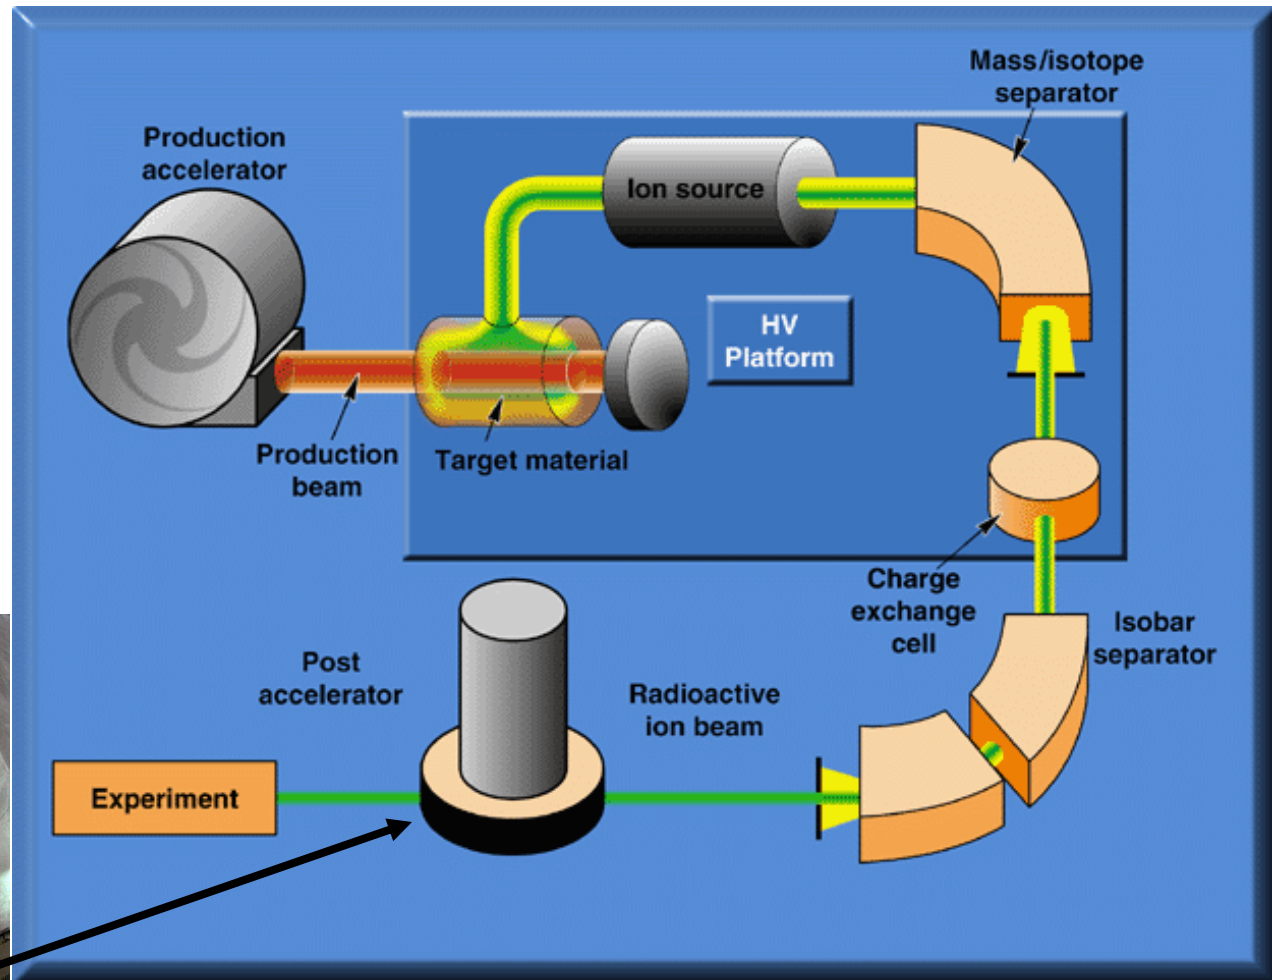 Mass/isotope
separator
Production
accelerator
Ion source
HV
Platform
Production
beam
Target material
Charge
exchange
cell
Isobar
separator
Post
accelerator
Radioactive
ion beam
Experiment